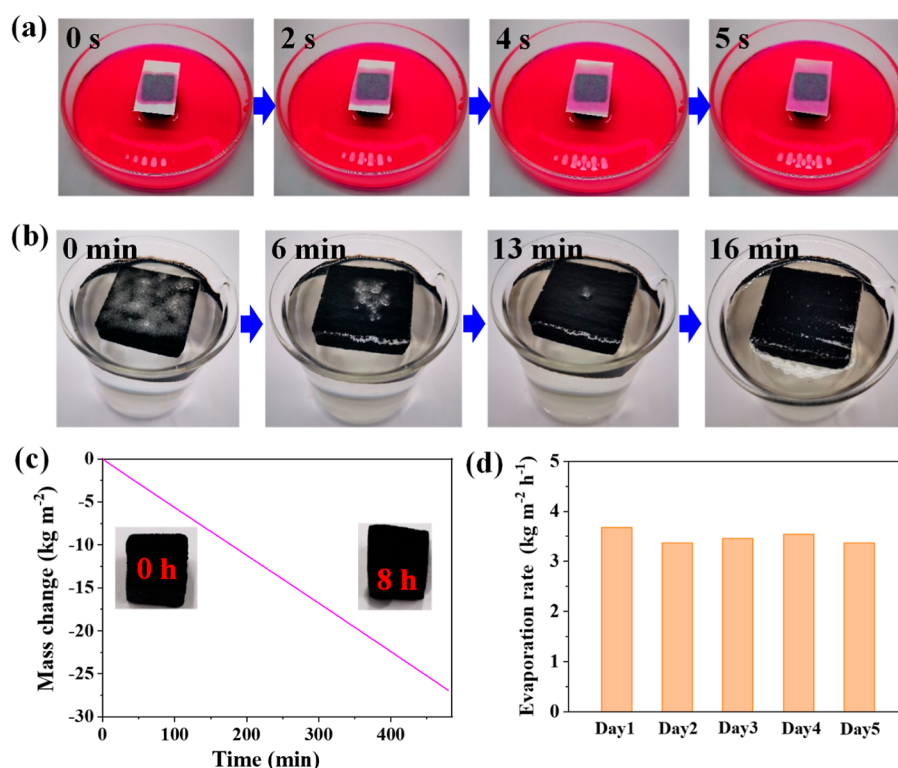 (a)
0 s
2 s
4 s
5 s
(b)
0 min
6 min
13 min
16 min
(c)
Mass change (kg m⁻²)
0
-5
-10
-15
-20
-25
-30
0 h
8 h
0
100
200
300
400
Time (min)
(d)
Evaporation rate (kg m⁻² h⁻¹)
5
4
3
2
1
0
Day1
Day2
Day3
Day4
Day5